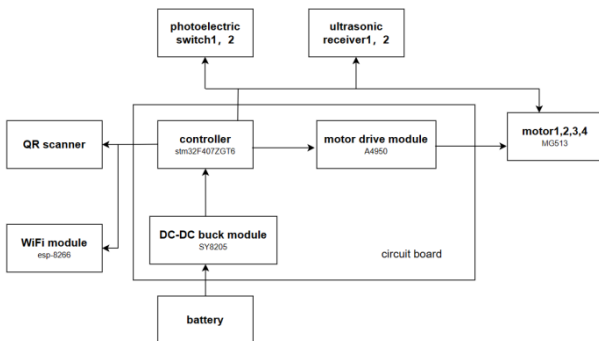 photoelectric
switch1，2
ultrasonic
receiver1，2
QR scanner
controller
stm32F407ZGT6
motor drive module
A4950
motor1,2,3,4
MG513
WiFi module
esp-8266
DC-DC buck module
SY8205
circuit board
battery